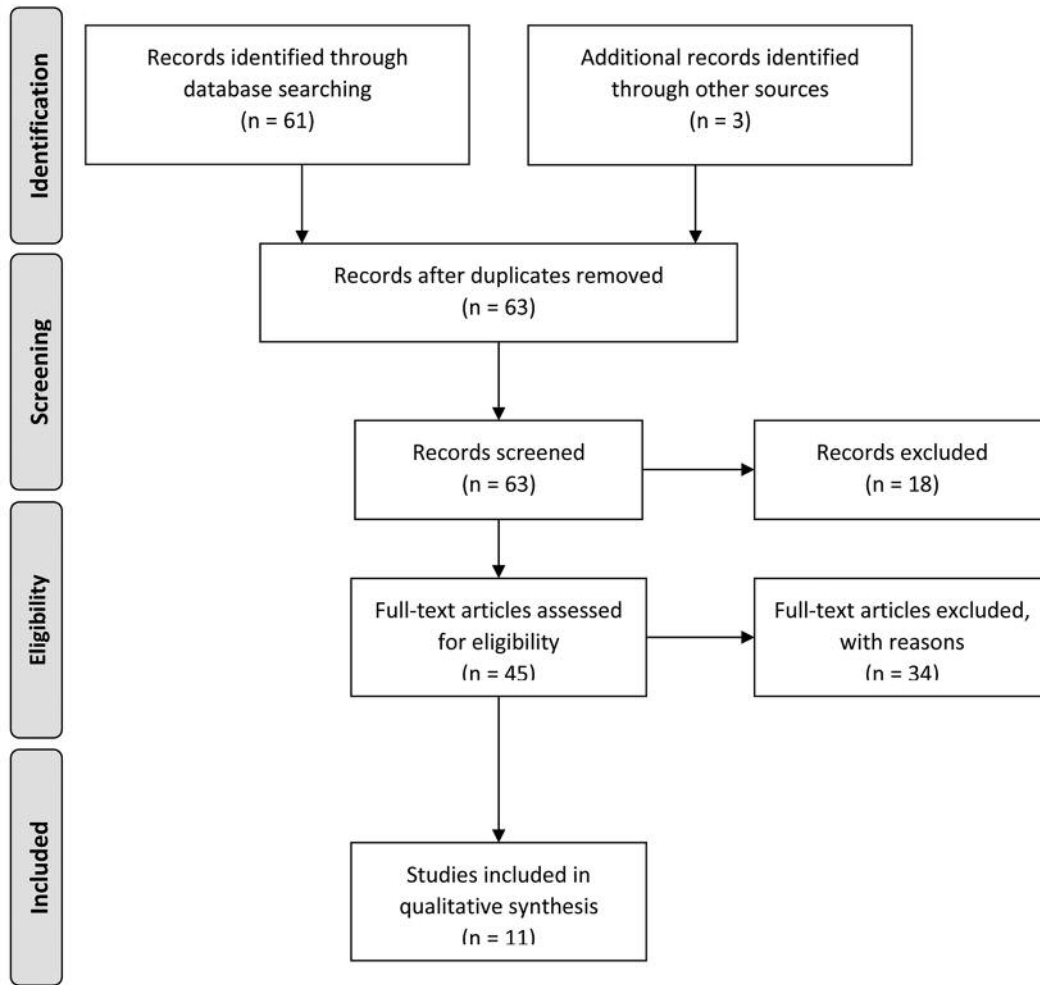 Identification
Records identified through
database searching
(n = 61)
Additional records identified
through other sources
(n = 3)
Screening
Records after duplicates removed
(n = 63)
Records screened
(n = 63)
Records excluded
(n = 18)
Eligibility
Full-text articles assessed
for eligibility
(n = 45)
Full-text articles excluded,
with reasons
(n = 34)
Included
Studies included in
qualitative synthesis
(n = 11)